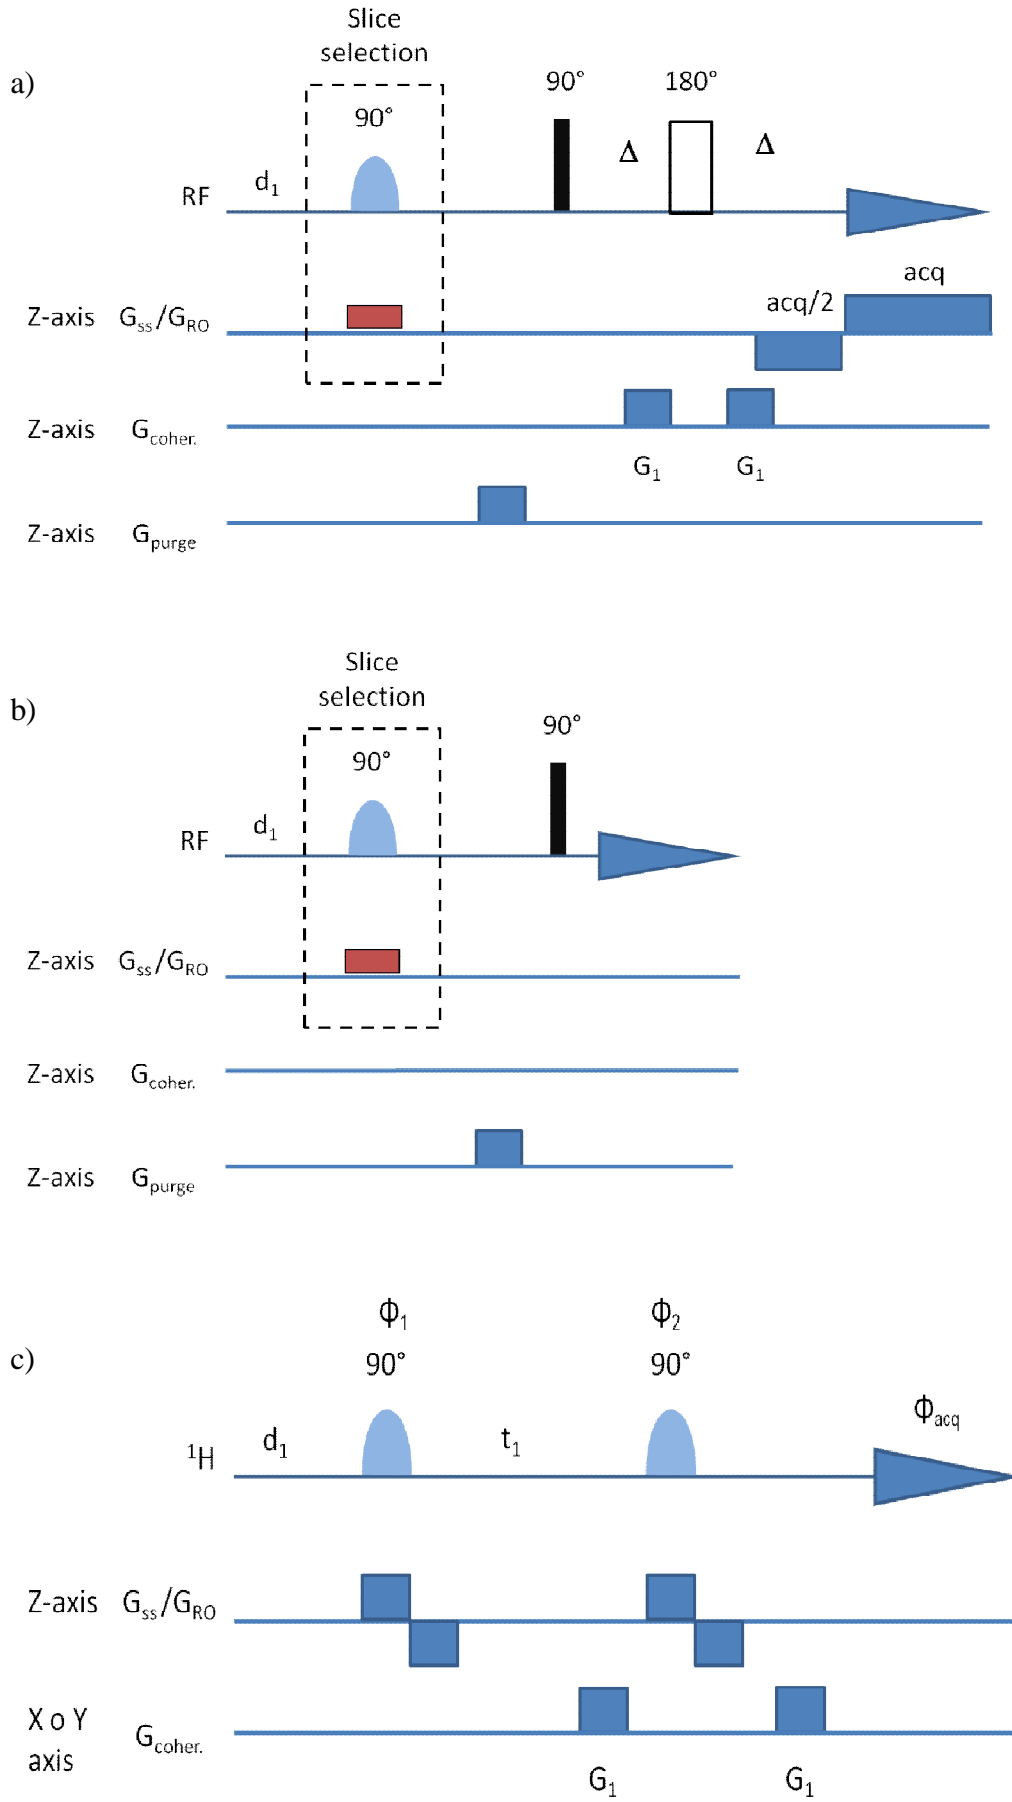 Slice
selection
a)
90°
90°
180°
Δ
Δ
d1
RF
acq
acq/2
Z-axis Gss/GRO
Z-axis Gcoher.
G1
G1
Z-axis Gpurge
Slice
selection
b)
90°
90°
d1
RF
Z-axis Gss/GRO
Z-axis Gcoher.
Z-axis Gpurge
Φ1
Φ2
c)
90°
90°
Φacq
d1
t1
1H
Z-axis Gss/GRO
X o Y
axis
Gcoher.
G1
G1